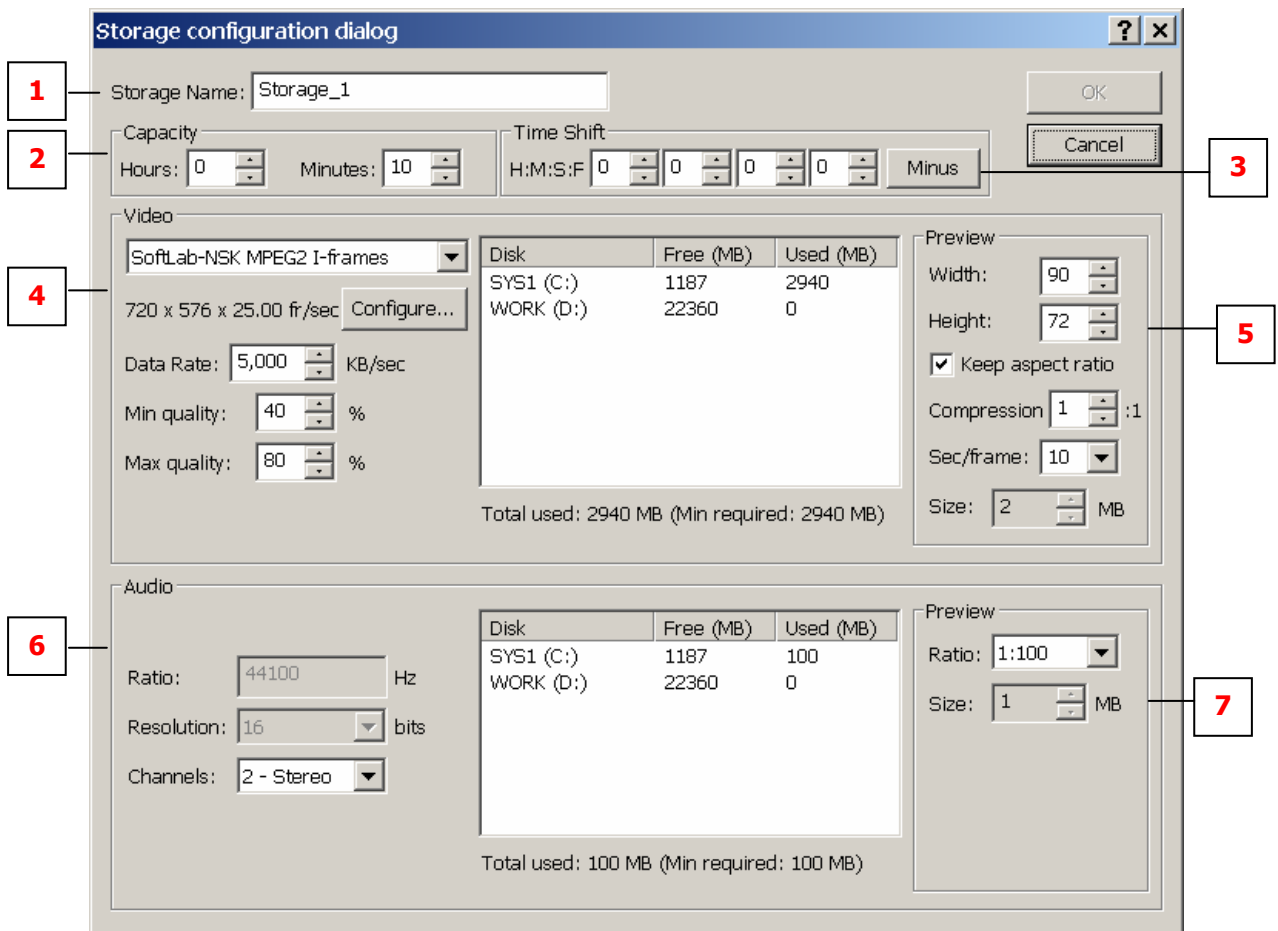 Storage configuration dialog
1
Storage Name: Storage_1
OK
Cancel
2
Capacity
Hours: 0 Minutes: 10
Time Shift
H:M:S:F 0 0 0 0 Minus
3
Video
SoftLab-NSK MPEG2 I-frames
4
720 x 576 x 25.00 fr/sec Configure...
Data Rate: 5,000 KB/sec
Min quality: 40 %
Max quality: 80 %
Disk Free (MB) Used (MB)
SYS1 (C:) 1187 2940
WORK (D:) 22360 0
Total used: 2940 MB (Min required: 2940 MB)
Preview
Width: 90
Height: 72
5
Keep aspect ratio
Compression 1 :1
Sec/frame: 10
Size: 2 MB
Audio
6
Ratio: 44100 Hz
Resolution: 16 bits
Channels: 2 - Stereo
Disk Free (MB) Used (MB)
SYS1 (C:) 1187 100
WORK (D:) 22360 0
Total used: 100 MB (Min required: 100 MB)
Preview
Ratio: 1:100
Size: 1 MB
7